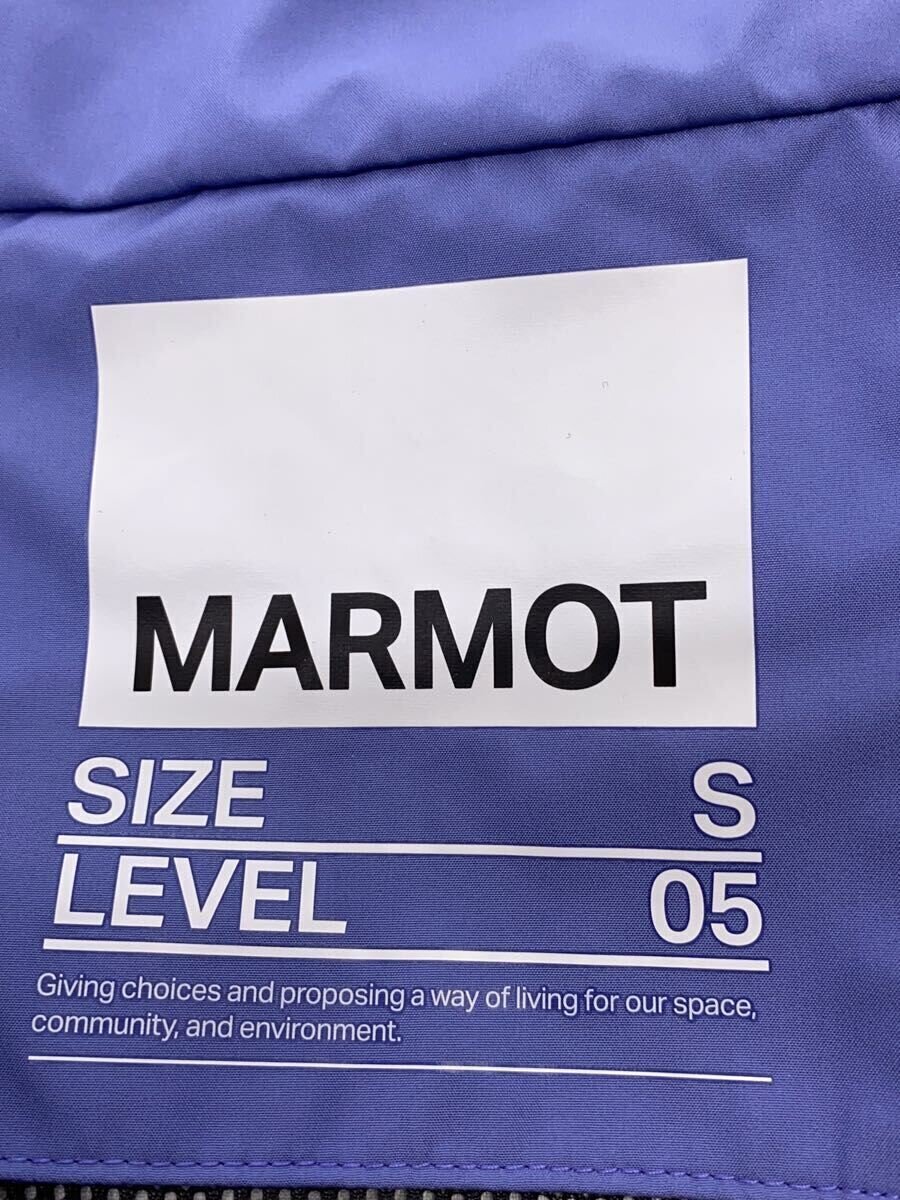 MARMOT
SIZE S
LEVEL 05
Giving choices and proposing a way of living for our space,
community, and environment.